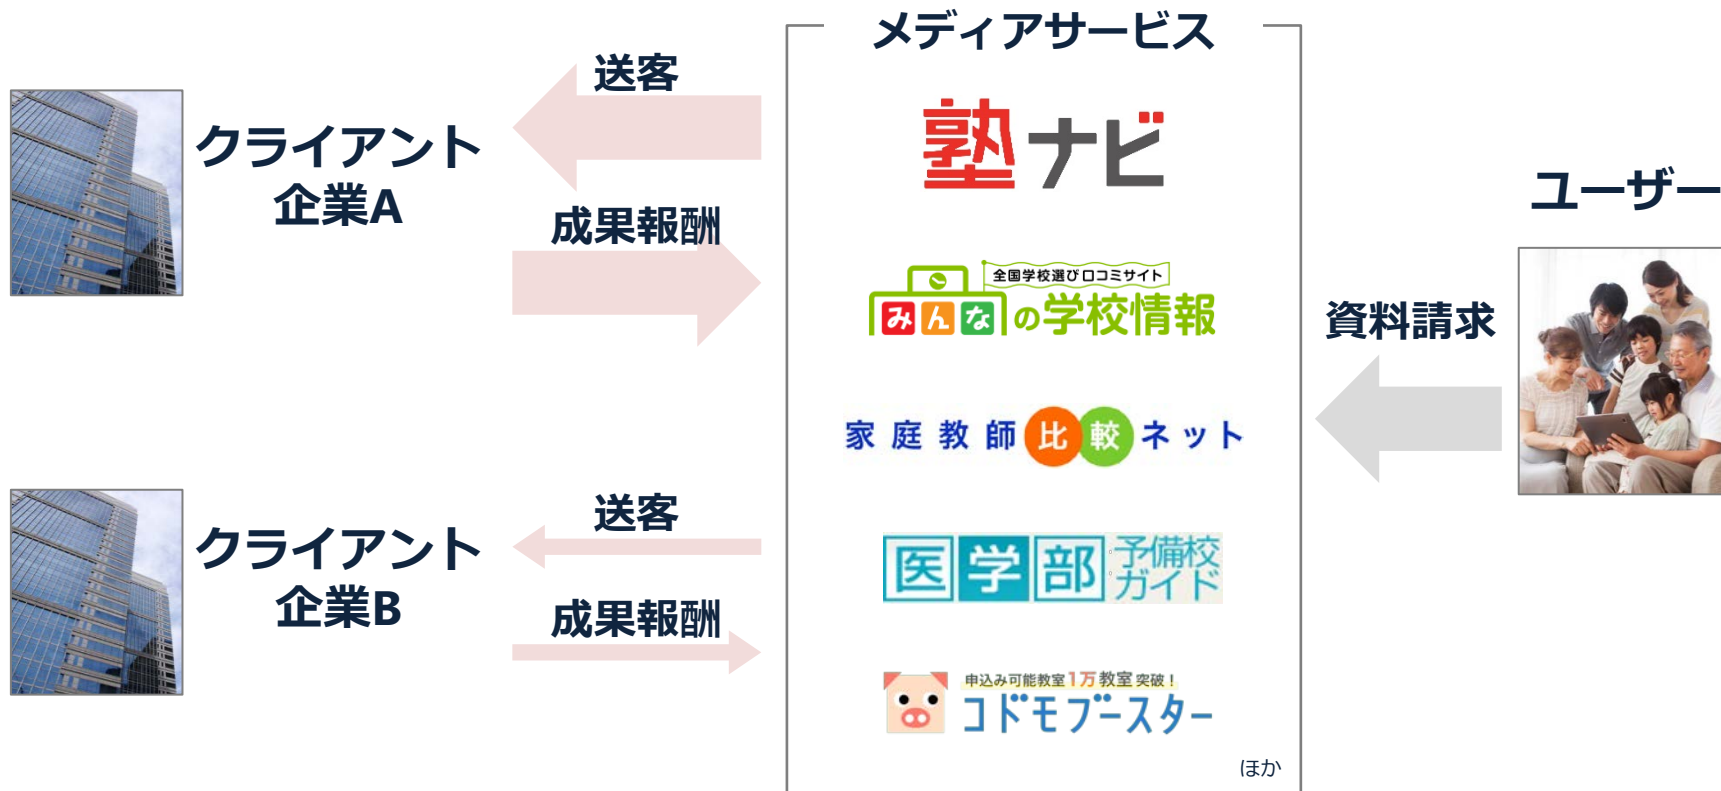 メディアサービス
送客
クライアント
企業A
成果報酬
塾ナビ
全国学校選び口コミサイト
みんなの学校情報
家庭教師比較ネット
医学部予備校
ガイド
申込み可能教室1万教室突破！
コドモブースター
ほか
ユーザー
資料請求
送客
クライアント
企業B
成果報酬